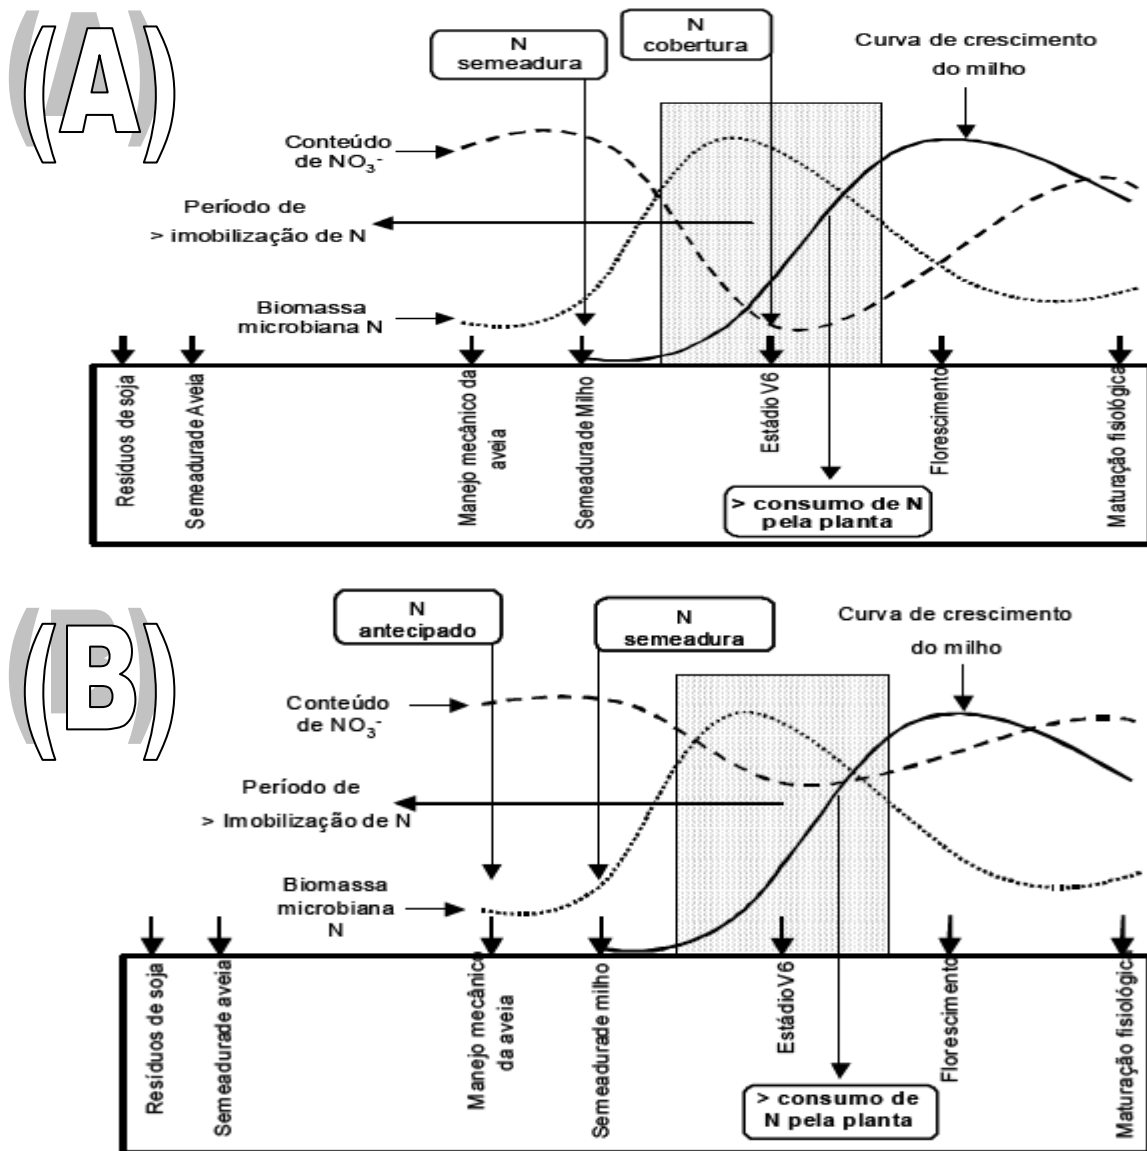 (A)
N
semeadura
N
cobertura
Curva de crescimento
do milho
Conteúdo
de NO₃⁻
Período de
> imobilização de N
Biomassa
microbiana N
Resíduos de soja
Semeadura Aveia
Manejo mecânico da
aveia
Semeadura de Milho
Estádio V6
Florescimento
Maturação fisiológica
> consumo de N
pela planta
(B)
N
antecipado
N
semeadura
Curva de crescimento
do milho
Conteúdo
de NO₃⁻
Período de
> Imobilização de N
Biomassa
microbiana
N
Resíduos de soja
Semeadura aveia
Manejo mecânico
da aveia
Semeadura milho
Estádio V6
Florescimento
Maturação fisiológica
> consumo de
N pela planta